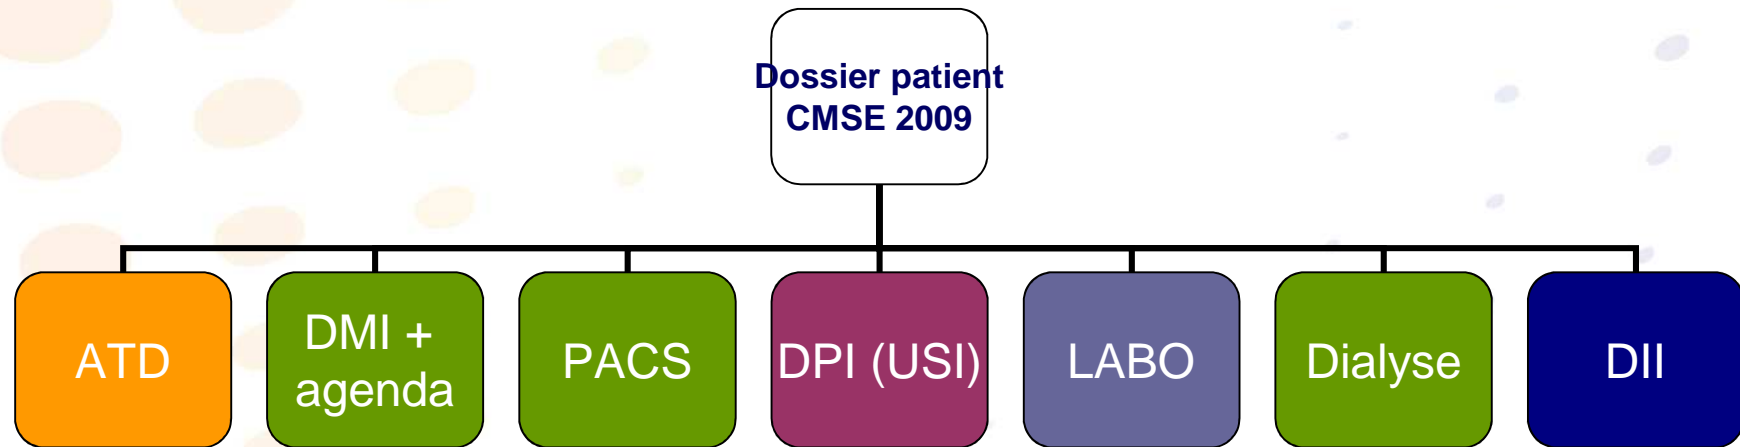 Dossier patient
CMSE 2009
ATD
DMI +
agenda
PACS
DPI (USI)
LABO
Dialyse
DII